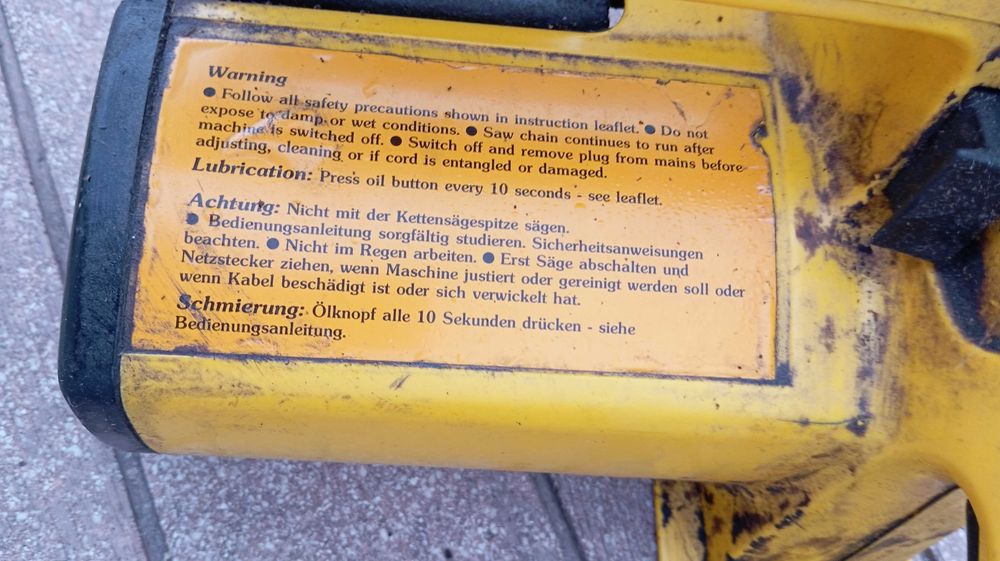 Warning
● Follow all safety precautions shown in instruction leaflet. ● Do not
expose to damp or wet conditions. ● Saw chain continues to run after
machine is switched off. ● Switch off and remove plug from mains before
adjusting, cleaning or if cord is entangled or damaged.
Lubrication: Press oil button every 10 seconds - see leaflet.
Achtung: Nicht mit der Kettensägespitze sägen.
● Bedienungsanleitung sorgfältig studieren. Sicherheitsanweisungen
beachten. ● Nicht im Regen arbeiten. ● Erst Säge abschalten und
Netzstecker ziehen, wenn Maschine justiert oder gereinigt werden soll oder
wenn Kabel beschädigt ist oder sich verwickelt hat.
Schmierung: Ölknopf alle 10 Sekunden drücken - siehe
Bedienungsanleitung.